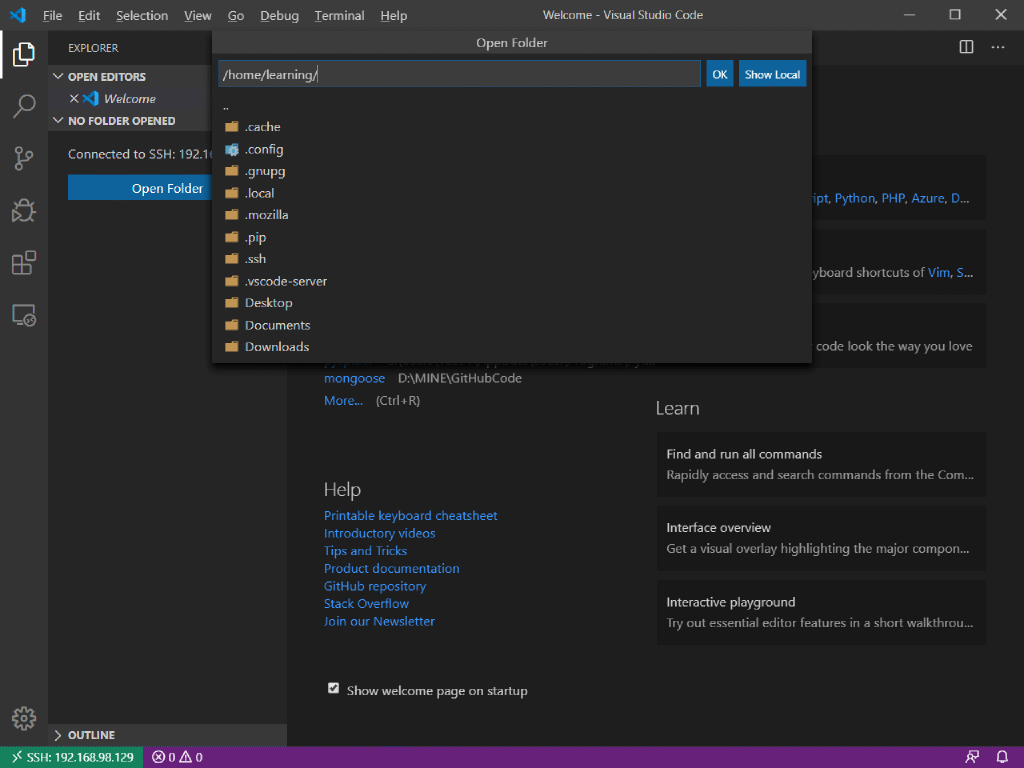 File Edit Selection View Go Debug Terminal Help
Welcome - Visual Studio Code
EXPLORER
OPEN EDITORS
Welcome
NO FOLDER OPENED
Connected to SSH:
Open Folder
Open Folder
/home/learning/
OK
Show Local
..
.cache
.config
.gnupg
.local
.mozilla
.pip
.ssh
.vscode-server
Desktop
Documents
Downloads
Python, PHP, Azure, D...
shortcuts of Vim, S...
code look the way you love
mongoose D:\MINE\GitHubCode
More... (Ctrl+R)
Help
Printable keyboard cheatsheet
Introductory videos
Tips and Tricks
Product documentation
GitHub repository
Stack Overflow
Join our Newsletter
Show welcome page on startup
Learn
Find and run all commands
Rapidly access and search commands from the Com...
Interface overview
Get a visual overlay highlighting the major compon...
Interactive playground
Try out essential editor features in a short walkthrou...
OUTLINE
SSH: 192.168.98.129
0 0